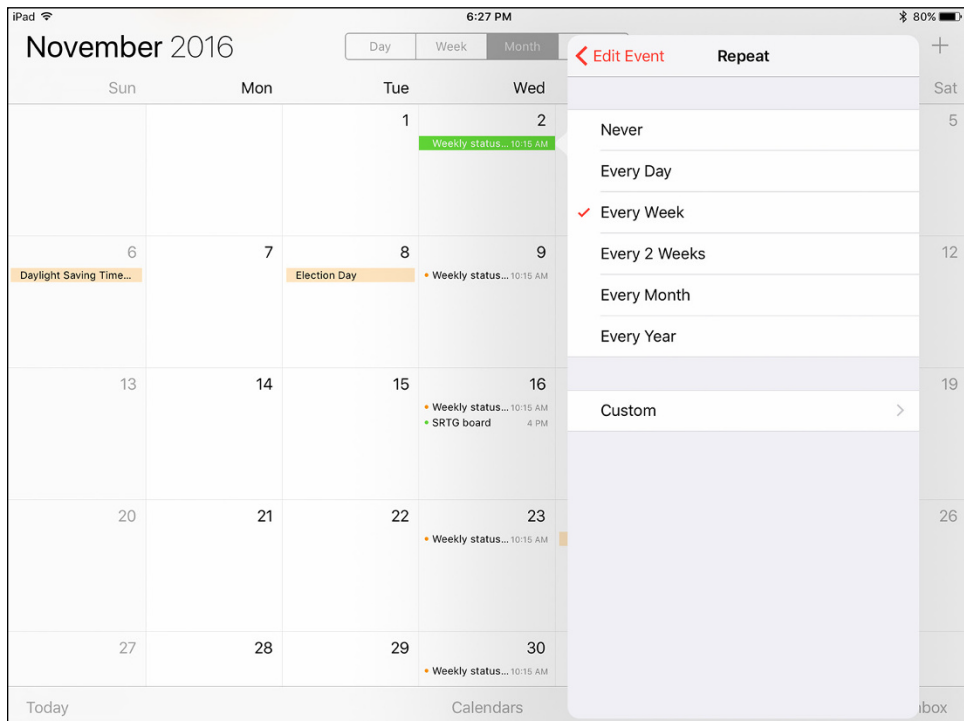 iPad 6:27 PM 80%
November 2016 Day Week Month
Edit Event Repeat
Sun Mon Tue Wed Sat
1 2 5
Weekly status... 10:15 AM
Never
Every Day
Every Week
Every 2 Weeks
Every Month
Every Year
Custom
6 7 8 9 12
Daylight Saving Time... Election Day Weekly status... 10:15 AM
13 14 15 16 19
Weekly status... 10:15 AM
SRTG board 4 PM
20 21 22 23 26
Weekly status... 10:15 AM
27 28 29 30
Weekly status... 10:15 AM
Today Calendars